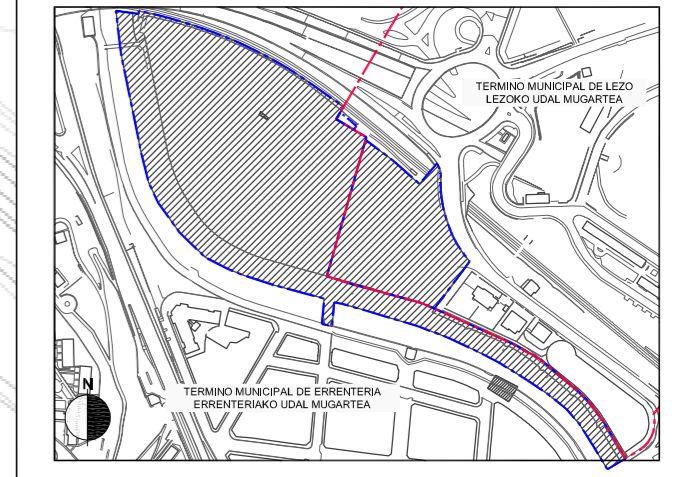 TERMINO MUNICIPAL DE LEZO
LEZOKO UDAL MUGARTEA
TERMINO MUNICIPAL DE ERRENTERIA
ERRENTERIAKO UDAL MUGARTEA
N